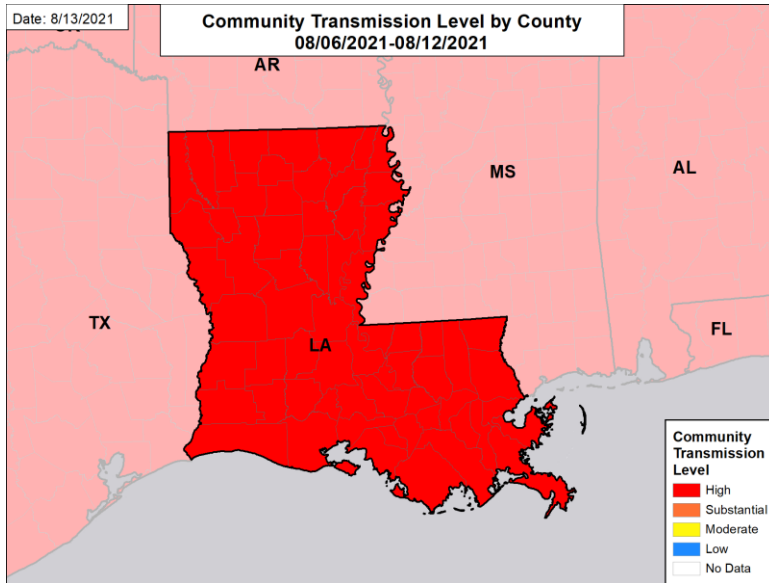 Date: 8/13/2021
Community Transmission Level by County
08/06/2021-08/12/2021
AR
MS
AL
TX
LA
FL
Community
Transmission
Level
High
Substantial
Moderate
Low
No Data